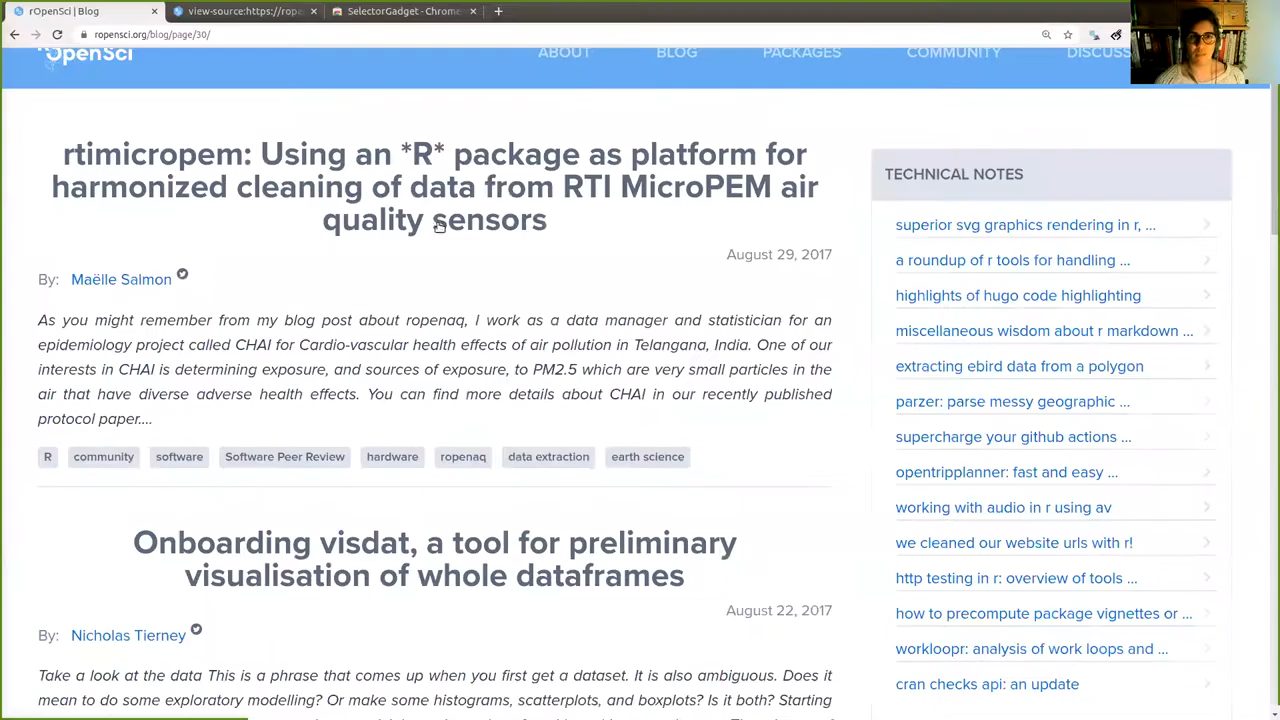 rOpenSci | Blog
view-source:https://rope
SelectorGadget - Chrome
ropensci.org/blog/page/30/
rOpenSci
ABOUT
BLOG
PACKAGES
COMMUNITY
DISCUSS
rtimicropem: Using an *R* package as platform for
harmonized cleaning of data from RTI MicroPEM air
quality sensors
August 29, 2017
By: Maëlle Salmon
As you might remember from my blog post about ropenaq, I work as a data manager and statistician for an
epidemiology project called CHAI for Cardio-vascular health effects of air pollution in Telangana, India. One of our
interests in CHAI is determining exposure, and sources of exposure, to PM2.5 which are very small particles in the
air that have diverse adverse health effects. You can find more details about CHAI in our recently published
protocol paper....
R community software Software Peer Review hardware ropenaq data extraction earth science
Onboarding visdat, a tool for preliminary
visualisation of whole dataframes
August 22, 2017
By: Nicholas Tierney
Take a look at the data This is a phrase that comes up when you first get a dataset. It is also ambiguous. Does it
mean to do some exploratory modelling? Or make some histograms, scatterplots, and boxplots? Is it both? Starting
TECHNICAL NOTES
superior svg graphics rendering in r, ...
a roundup of r tools for handling ...
highlights of hugo code highlighting
miscellaneous wisdom about r markdown ...
extracting ebird data from a polygon
parzer: parse messy geographic ...
supercharge your github actions ...
opentripplanner: fast and easy ...
working with audio in r using av
we cleaned our website urls with r!
http testing in r: overview of tools ...
how to precompute package vignettes or ...
workloopr: analysis of work loops and ...
cran checks api: an update